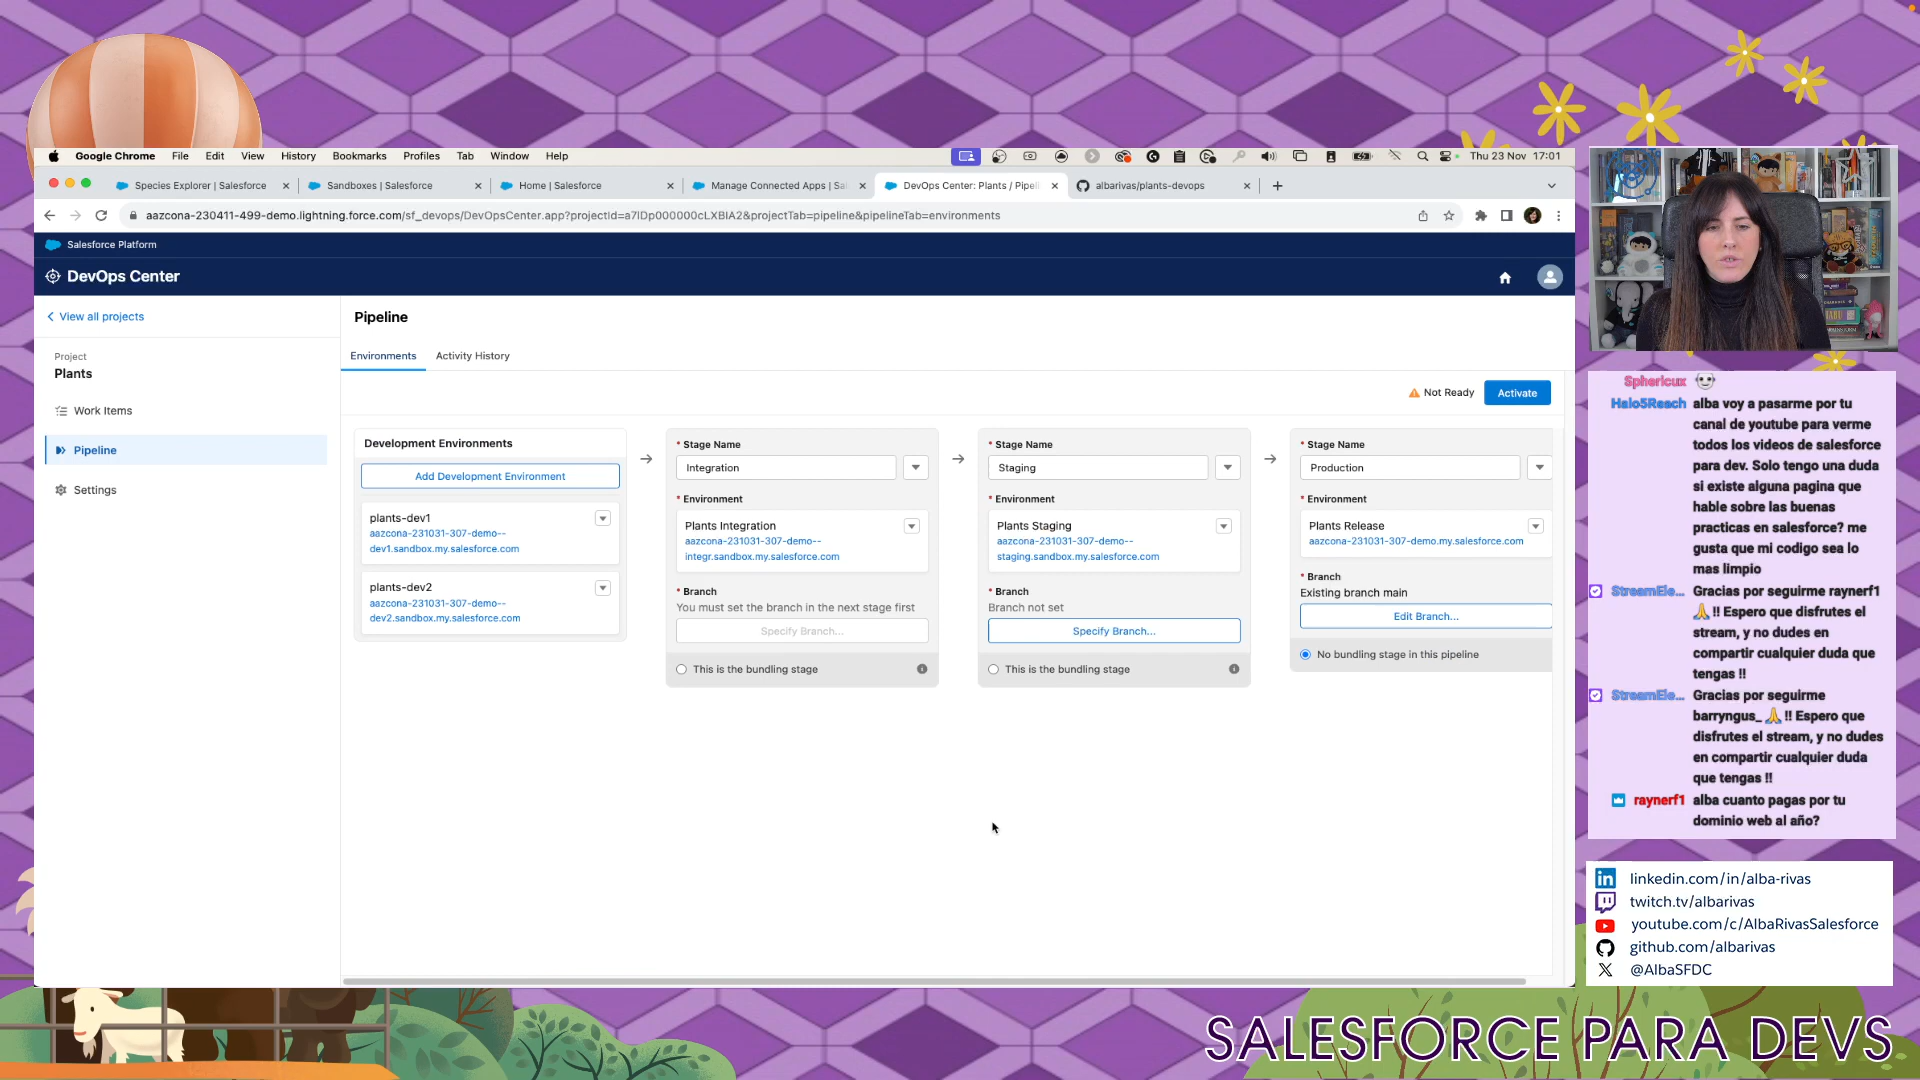 Google Chrome File Edit View History Bookmarks Profiles Tab Window Help
Thu 23 Nov 17:01
Species Explorer | Salesforce
Sandboxes | Salesforce
Home | Salesforce
Manage Connected Apps | Sa
DevOps Center: Plants / Pipeli
albarivas/plants-devops
aazcona-230411-499-demo.lightning.force.com/sf_devops/DevOpsCenter.app?projectid=a7IDp000000cLXBIA2&projectTab=pipeline&pipelineTab=environments
Salesforce Platform
DevOps Center
View all projects
Project
Plants
Work Items
Pipeline
Settings
Pipeline
Environments
Activity History
Not Ready
Activate
Development Environments
Add Development Environment
plants-dev1
aazcona-231031-307-demo--
dev1.sandbox.my.salesforce.com
plants-dev2
aazcona-231031-307-demo--
dev2.sandbox.my.salesforce.com
* Stage Name
Integration
* Environment
Plants Integration
aazcona-231031-307-demo--
integr.sandbox.my.salesforce.com
* Branch
You must set the branch in the next stage first
Specify Branch...
This is the bundling stage
* Stage Name
Staging
* Environment
Plants Staging
aazcona-231031-307-demo--
staging.sandbox.my.salesforce.com
* Branch
Branch not set
Specify Branch...
This is the bundling stage
* Stage Name
Production
* Environment
Plants Release
aazcona-231031-307-demo.my.salesforce.com
* Branch
Existing branch main
Edit Branch...
No bundling stage in this pipeline
Sphericux
Halo5Reach alba voy a pasarme por tu
canal de youtube para verme
todos los videos de salesforce
para dev. Solo tengo una duda
si existe alguna pagina que
hable sobre las buenas
practicas en salesforce? me
gusta que mi codigo sea lo
mas limpio
StreamEle... Gracias por seguirme raynerf1
🙏 !! Espero que disfrutes el
stream, y no dudes en
compartir cualquier duda que
tengas !!
StreamEle... Gracias por seguirme
barryngus_ 🙏 !! Espero que
disfrutes el stream, y no dudes
en compartir cualquier duda
que tengas !!
raynerf1 alba cuanto pagas por tu
dominio web al año?
linkedin.com/in/alba-rivas
twitch.tv/albarivas
youtube.com/c/AlbaRivasSalesforce
github.com/albarivas
@AlbaSFDC
SALESFORCE PARA DEVS